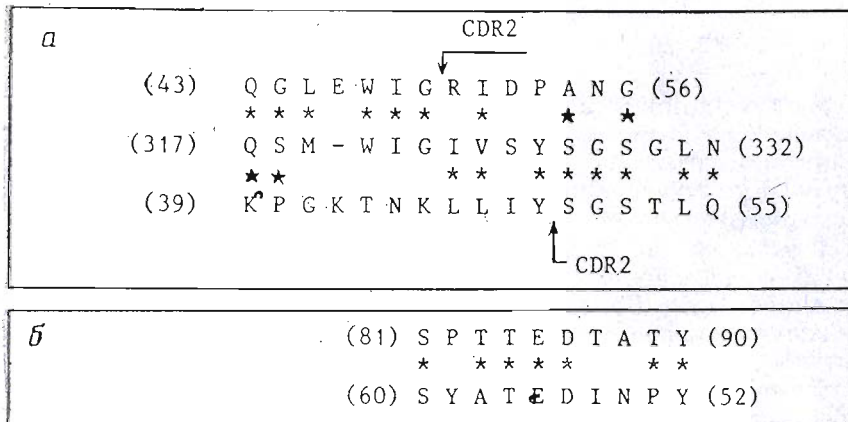 а
CDR2
(43) Q G L E W I G R I D P A N G (56)
* * * * * * * * *
(317) Q S M - W I G I V S Y S G S G L N (332)
* * * * * * * * * *
(39) K P G K T N K L L I Y S G S T L Q (55)
CDR2
б
(81) S P T T E D T A T Y (90)
* * * * * * *
(60) S Y A T E D I N P Y (52)